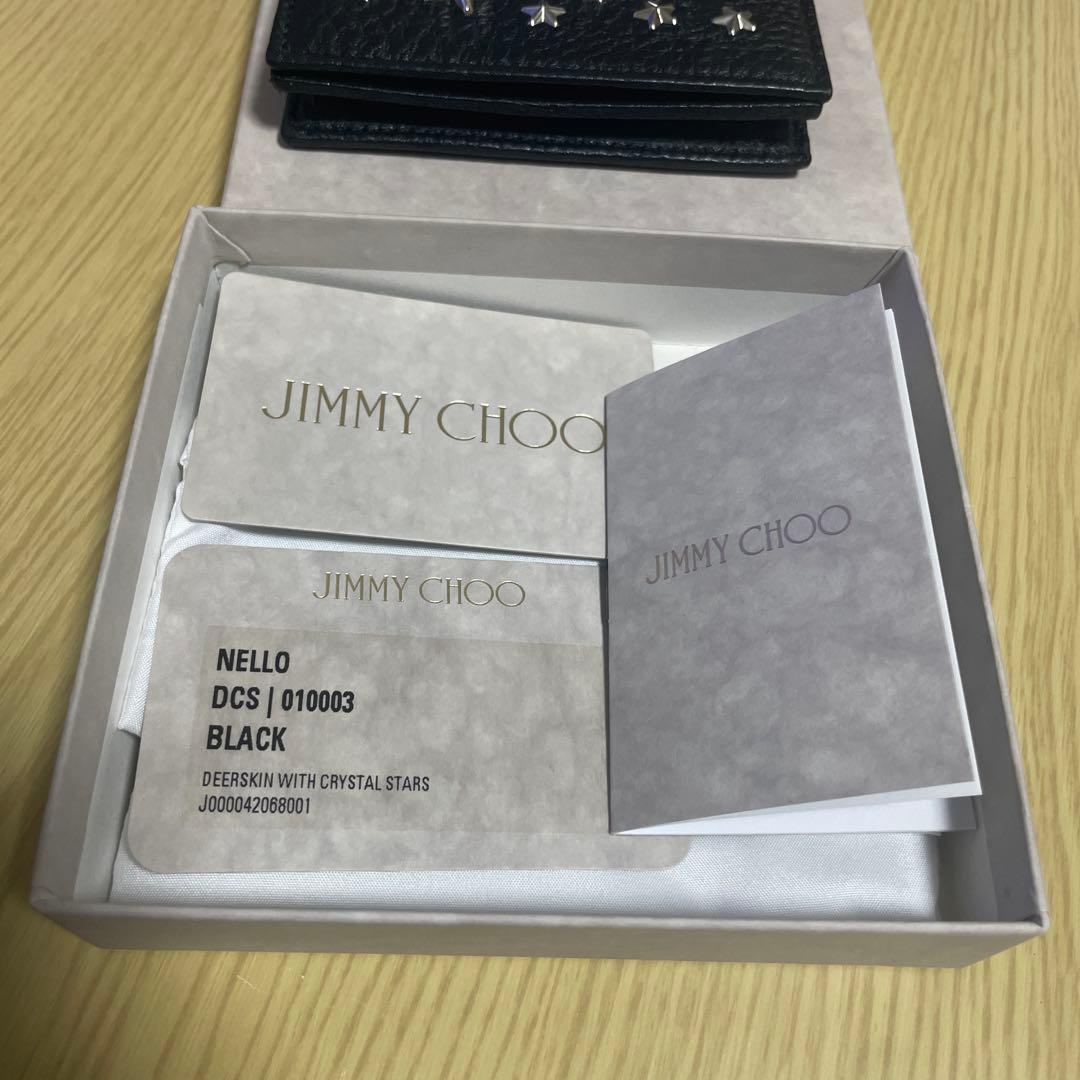 JIMMY CHOO
JIMMY CHOO
JIMMY CHOO
NELLO
DCS | 010003
BLACK
DEERSKIN WITH CRYSTAL STARS
J000042068001